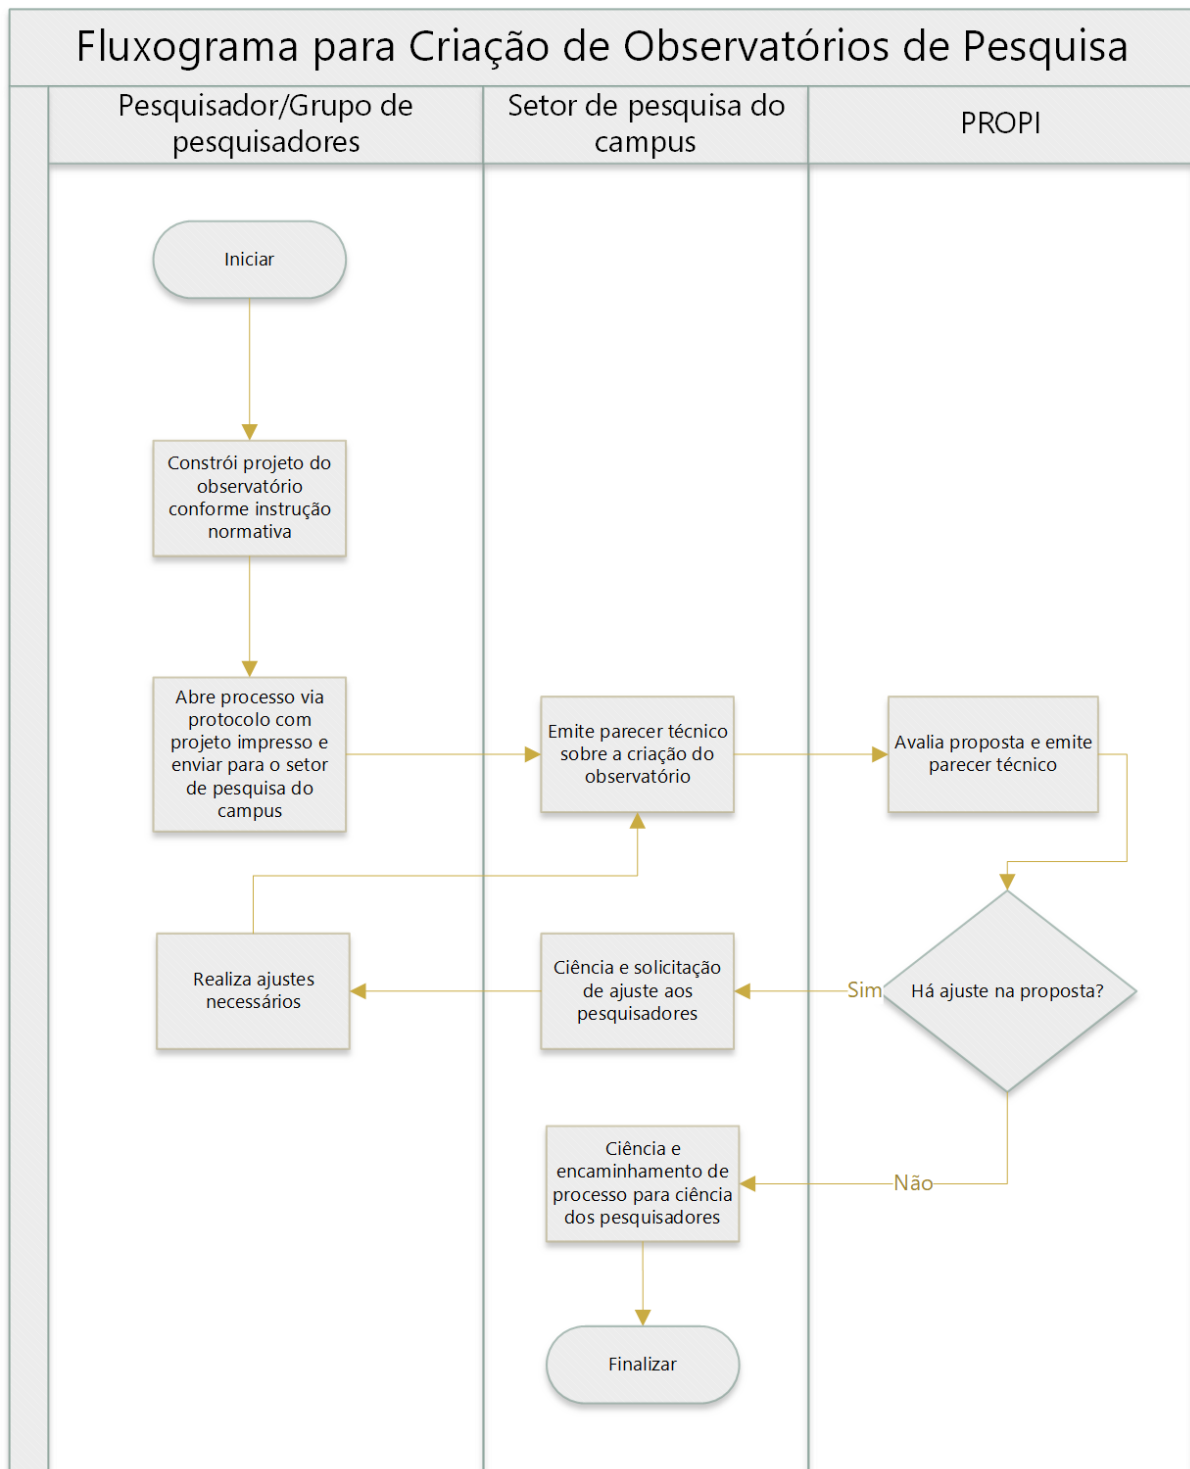 Fluxograma para Criação de Observatórios de Pesquisa
Pesquisador/Grupo de
pesquisadores
Setor de pesquisa do
campus
PROPI
Iniciar
Constrói projeto do
observatório
conforme instrução
normativa
Abre processo via
protocolo com
projeto impresso e
enviar para o setor
de pesquisa do
campus
Emite parecer técnico
sobre a criação do
observatório
Avalia proposta e emite
parecer técnico
Há ajuste na proposta?
Sim
Ciência e solicitação
de ajuste aos
pesquisadores
Realiza ajustes
necessários
Não
Ciência e
encaminhamento de
processo para ciência
dos pesquisadores
Finalizar